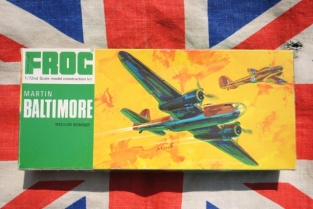 FROG
1/72nd Scale model construction kit
MARTIN
BALTIMORE
MEDIUM BOMBER